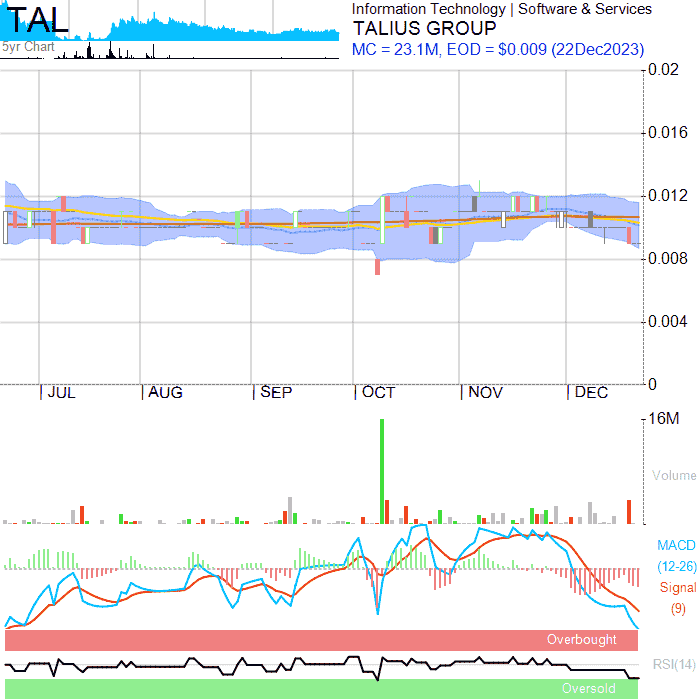 TAL
5yr Chart
Information Technology | Software & Services
TALIUS GROUP
MC = 23.1M, EOD = $0.009 (22Dec2023)
0.02
0.016
0.012
0.008
0.004
0
| JUL | AUG | SEP | OCT | NOV | DEC
16M
Volume
MACD
(12-26)
Signal
(9)
Overbought
RSI(14)
Oversold